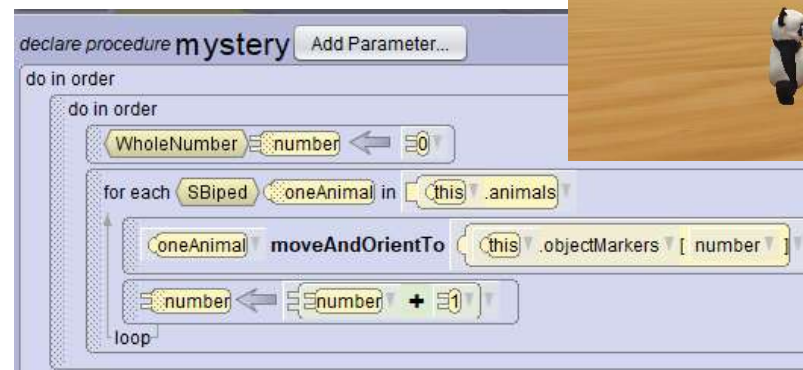 declare procedure mystery Add Parameter...
do in order
do in order
WholeNumber number 0
for each SBiped oneAnimal in this .animals
oneAnimal moveAndOrientTo this .objectMarkers [ number ]
number number + 1
loop